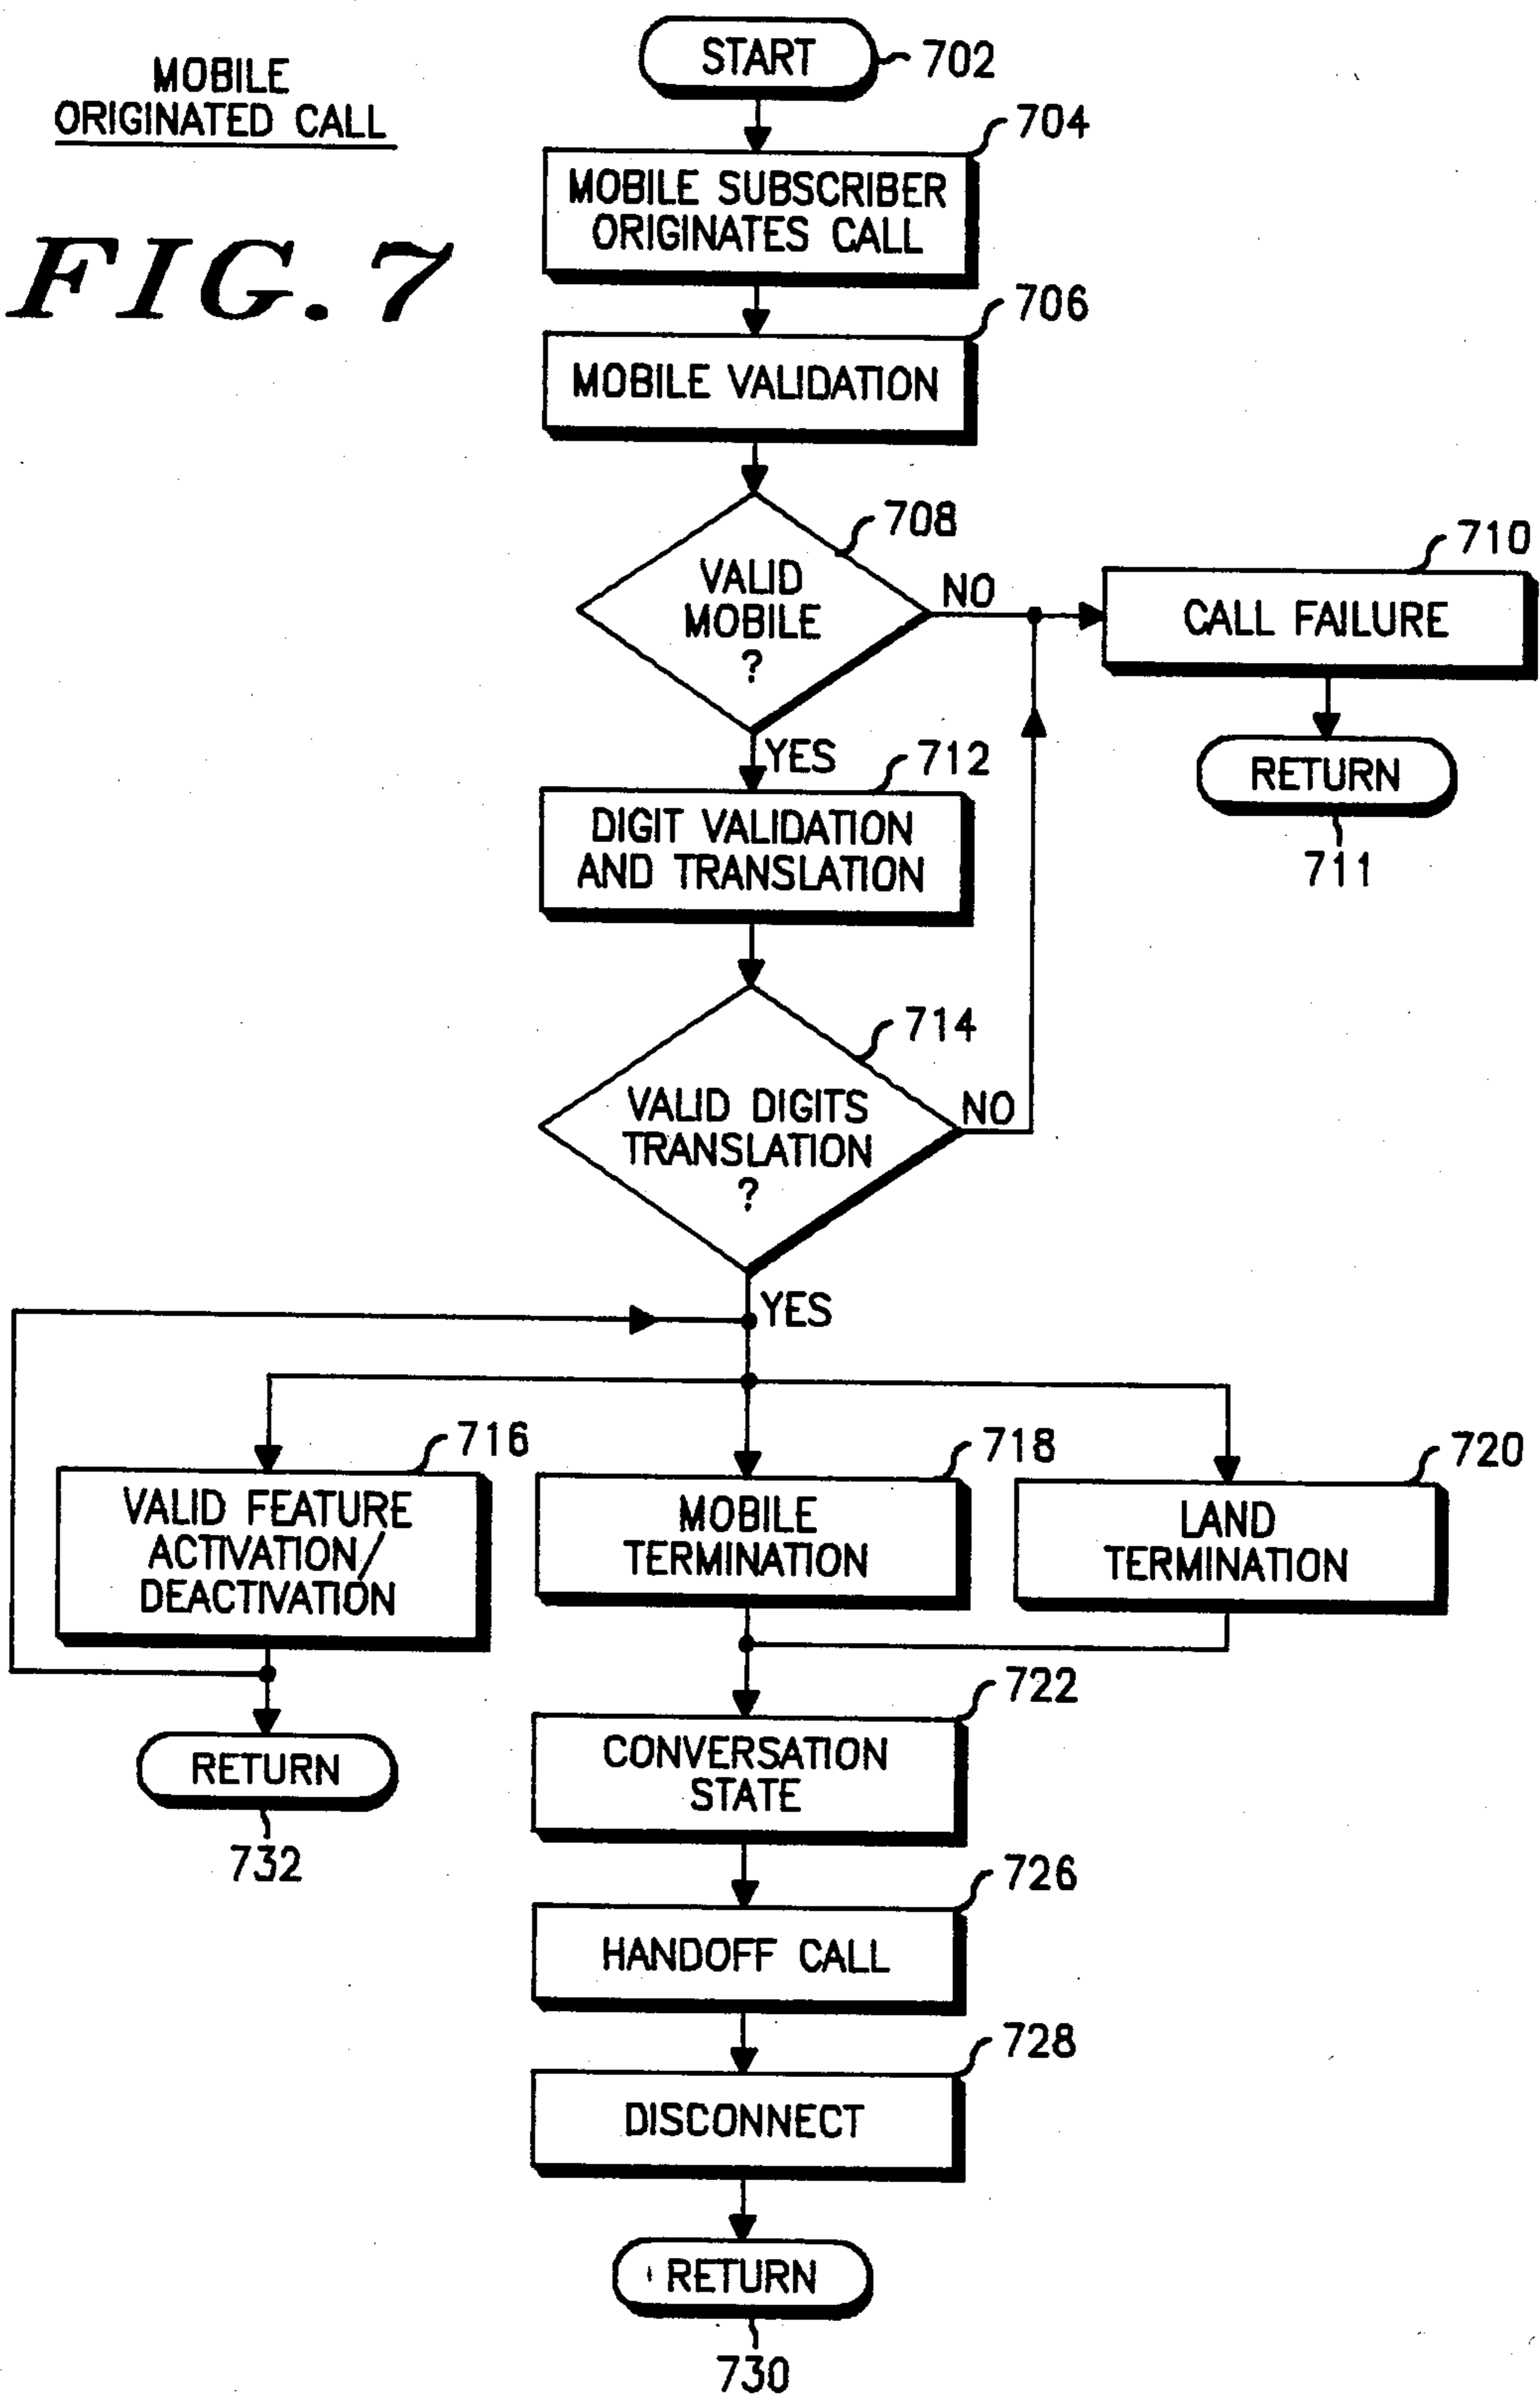 MOBILE
ORIGINATED CALL
FIG. 7
START
702
704
MOBILE SUBSCRIBER
ORIGINATES CALL
706
MOBILE VALIDATION
708
VALID
MOBILE
?
NO
710
CALL FAILURE
RETURN
711
YES
712
DIGIT VALIDATION
AND TRANSLATION
714
VALID DIGITS
TRANSLATION
?
NO
YES
716
VALID FEATURE
ACTIVATION/
DEACTIVATION
718
MOBILE
TERMINATION
720
LAND
TERMINATION
RETURN
732
722
CONVERSATION
STATE
726
HANDOFF CALL
728
DISCONNECT
RETURN
730